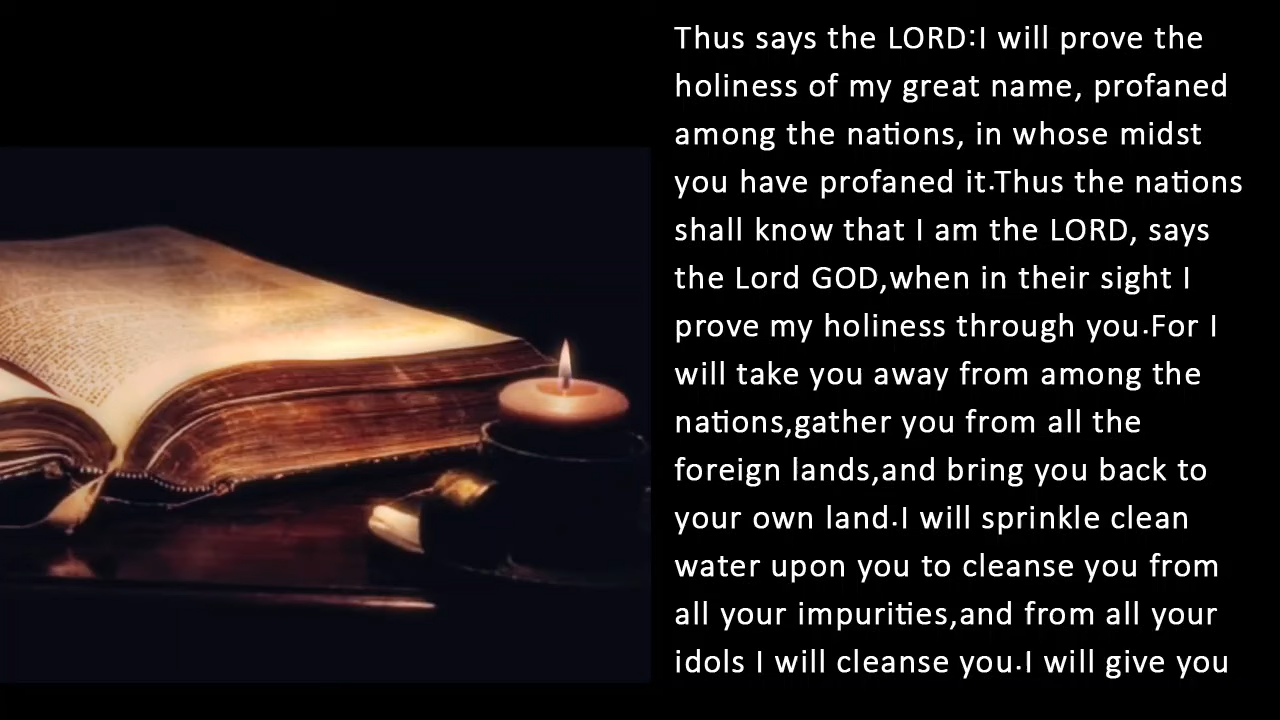 Thus says the LORD:I will prove the
holiness of my great name, profaned
among the nations, in whose midst
you have profaned it.Thus the nations
shall know that I am the LORD, says
the Lord GOD,when in their sight I
prove my holiness through you.For I
will take you away from among the
nations,gather you from all the
foreign lands,and bring you back to
your own land.I will sprinkle clean
water upon you to cleanse you from
all your impurities,and from all your
idols I will cleanse you.I will give you